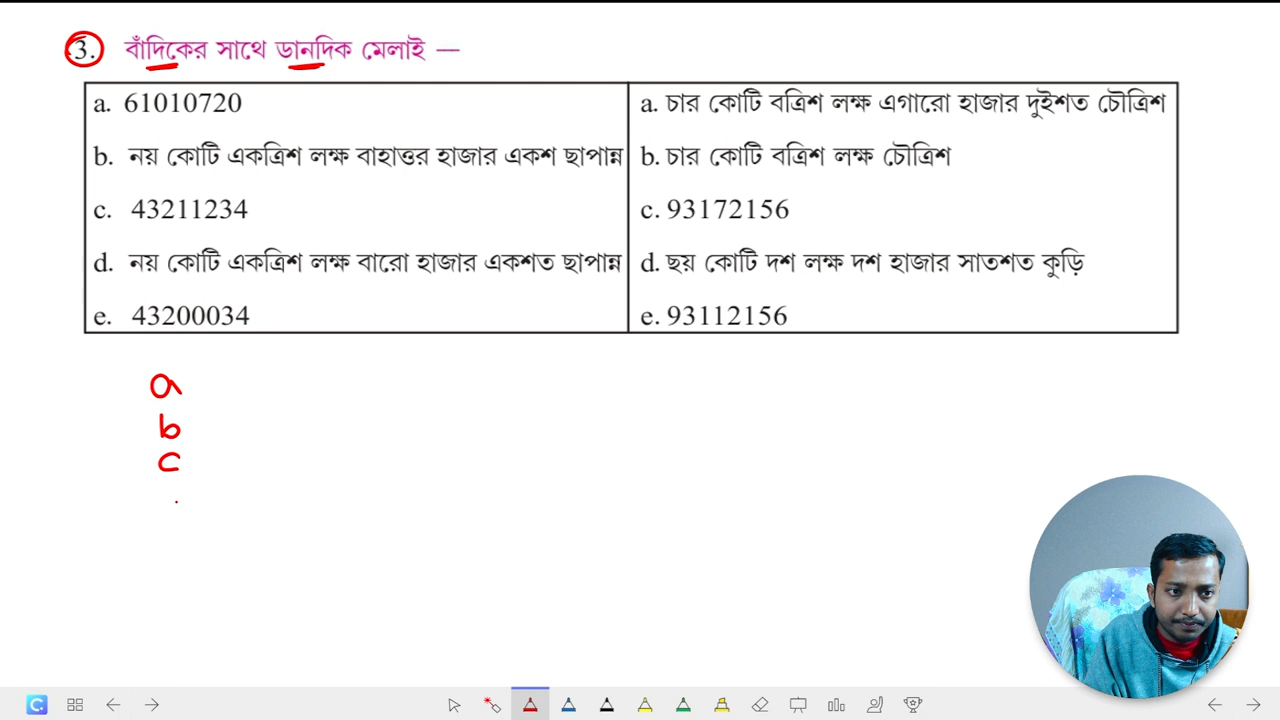 3. বাঁদিকের সাথে ডানদিক মেলাই —
a. 61010720
a. চার কোটি বত্রিশ লক্ষ এগারো হাজার দুইশত চৌত্রিশ
b. নয় কোটি একত্রিশ লক্ষ বাহাত্তর হাজার একশ ছাপান্ন
b. চার কোটি বত্রিশ লক্ষ চৌত্রিশ
c. 43211234
c. 93172156
d. নয় কোটি একত্রিশ লক্ষ বারো হাজার একশত ছাপান্ন
d. ছয় কোটি দশ লক্ষ দশ হাজার সাতশত কুড়ি
e. 43200034
e. 93112156
a
b
c